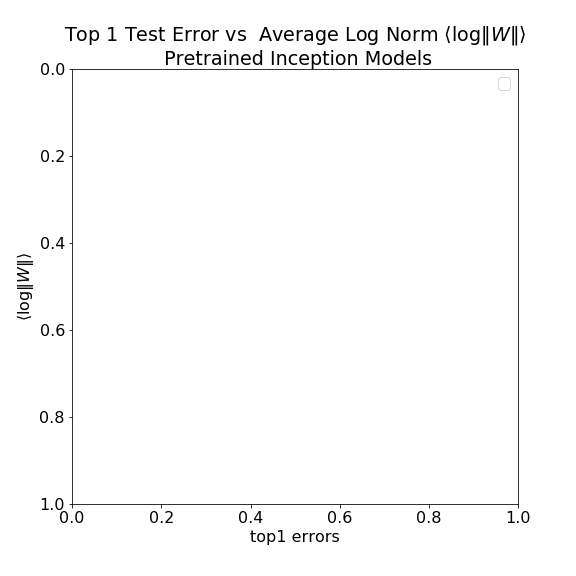 Top 1 Test Error vs  Average Log Norm ⟨log‖W‖⟩
Pretrained Inception Models
0.0
0.2
0.4
0.6
0.8
1.0
⟨log‖W‖⟩
0.0 0.2 0.4 0.6 0.8 1.0
top1 errors